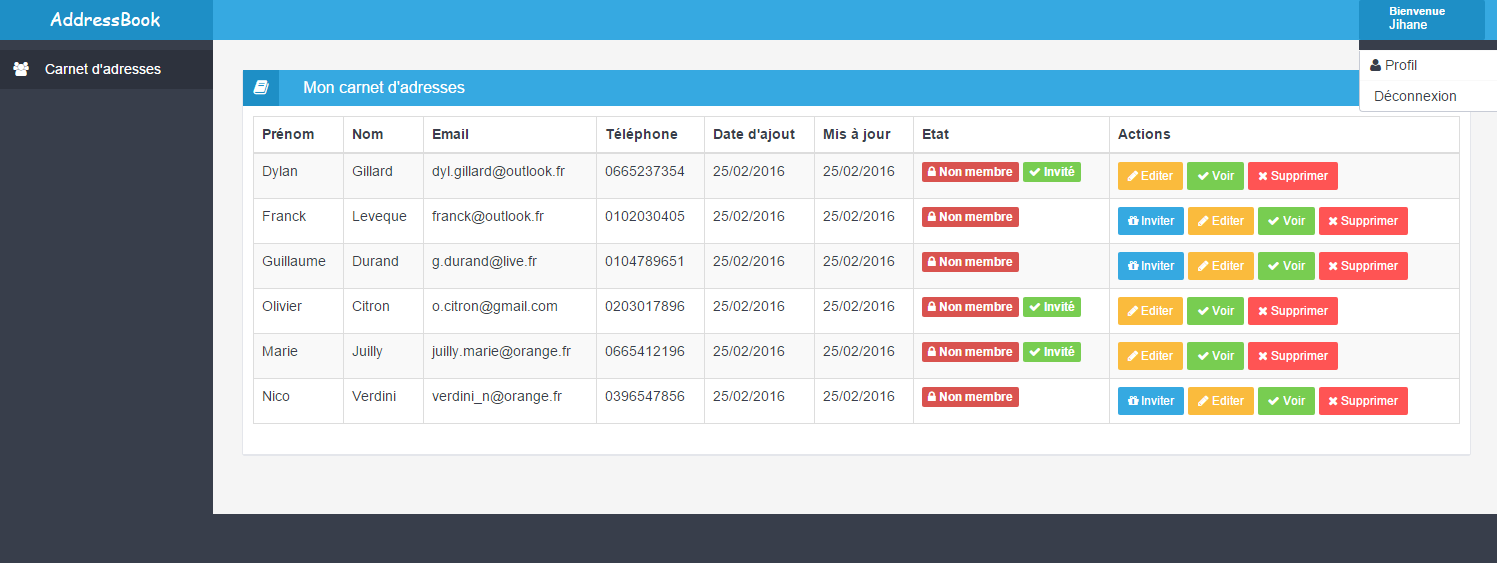 AddressBook
Bienvenue
Jihane
Carnet d'adresses
Profil
Déconnexion
Mon carnet d'adresses
Prénom Nom Email Téléphone Date d'ajout Mis à jour Etat Actions
Dylan Gillard dyl.gillard@outlook.fr 0665237354 25/02/2016 25/02/2016 Non membre Invité Editer Voir Supprimer
Franck Leveque franck@outlook.fr 0102030405 25/02/2016 25/02/2016 Non membre Inviter Editer Voir Supprimer
Guillaume Durand g.durand@live.fr 0104789651 25/02/2016 25/02/2016 Non membre Inviter Editer Voir Supprimer
Olivier Citron o.citron@gmail.com 0203017896 25/02/2016 25/02/2016 Non membre Invité Editer Voir Supprimer
Marie Juilly juilly.marie@orange.fr 0665412196 25/02/2016 25/02/2016 Non membre Invité Editer Voir Supprimer
Nico Verdini verdini_n@orange.fr 0396547856 25/02/2016 25/02/2016 Non membre Inviter Editer Voir Supprimer